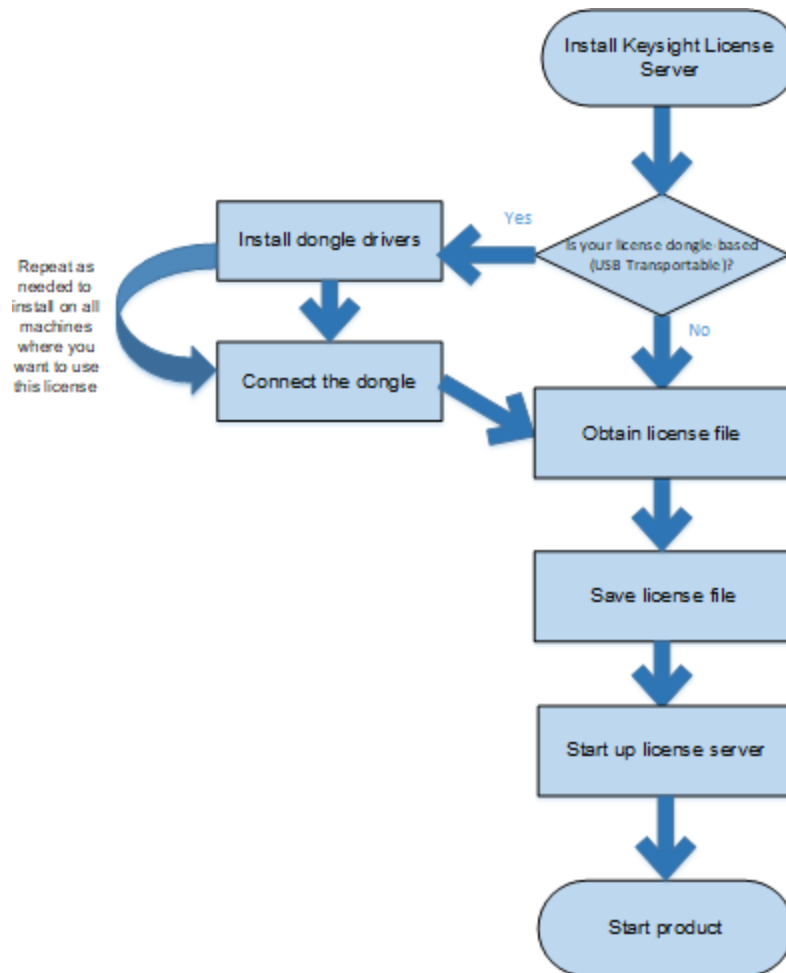 Install Keysight License
Server
Yes
Is your license dongle-based
(USB Transportable)?
Install dongle drivers
Repeat as
needed to
install on all
machines
where you
want to use
this license
No
Connect the dongle
Obtain license file
Save license file
Start up license server
Start product